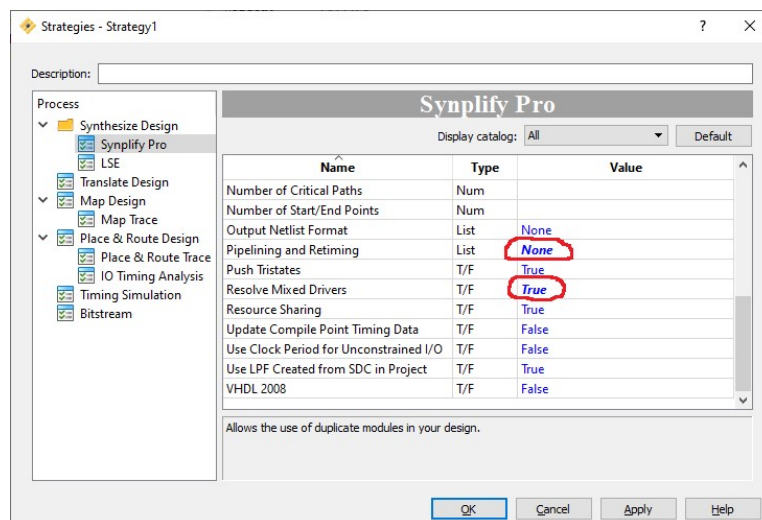 Strategies - Strategy1
? X
Description:
Process
Synthesize Design
Synplify Pro
LSE
Translate Design
Map Design
Map Trace
Place & Route Design
Place & Route Trace
IO Timing Analysis
Timing Simulation
Bitstream
Synplify Pro
Display catalog: All Default
Name Type Value
Number of Critical Paths Num
Number of Start/End Points Num
Output Netlist Format List None
Pipelining and Retiming List None
Push Tristates T/F True
Resolve Mixed Drivers T/F True
Resource Sharing T/F True
Update Compile Point Timing Data T/F False
Use Clock Period for Unconstrained I/O T/F False
Use LPF Created from SDC in Project T/F True
VHDL 2008 T/F False
Allows the use of duplicate modules in your design.
OK Cancel Apply Help